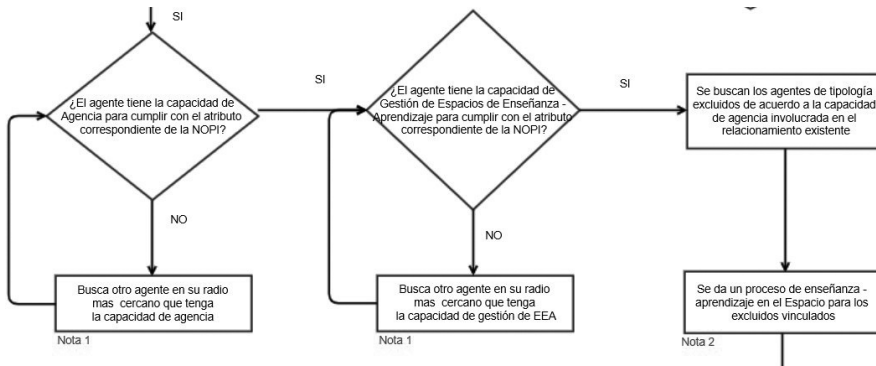 SI
¿El agente tiene la capacidad de
Agencia para cumplir con el atributo
correspondiente de la NOPI?
NO
Busca otro agente en su radio
mas cercano que tenga
la capacidad de agencia
Nota 1
SI
¿El agente tiene la capacidad de
Gestión de Espacios de Enseñanza -
Aprendizaje para cumplir con el atributo
correspondiente de la NOPI?
NO
Busca otro agente en su radio
mas cercano que tenga
la capacidad de gestión de EEA
Nota 1
SI
Se buscan los agentes de tipología
excluidos de acuerdo a la capacidad
de agencia involucrada en el
relacionamiento existente
Se da un proceso de enseñanza -
aprendizaje en el Espacio para los
excluidos vinculados
Nota 2